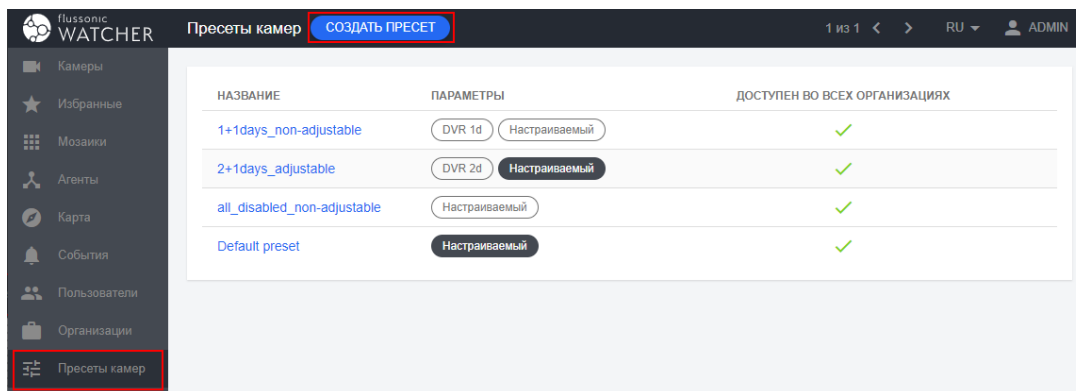 flussonic
WATCHER
Пресеты камер СОЗДАТЬ ПРЕСЕТ 1 из 1 RU ADMIN
Камеры
Избранные
Мозаики
Агенты
Карта
События
Пользователи
Организации
Пресеты камер
НАЗВАНИЕ ПАРАМЕТРЫ ДОСТУПЕН ВО ВСЕХ ОРГАНИЗАЦИЯХ
1+1days_non-adjustable DVR 1d Настраиваемый
2+1days_adjustable DVR 2d Настраиваемый
all_disabled_non-adjustable Настраиваемый
Default preset Настраиваемый